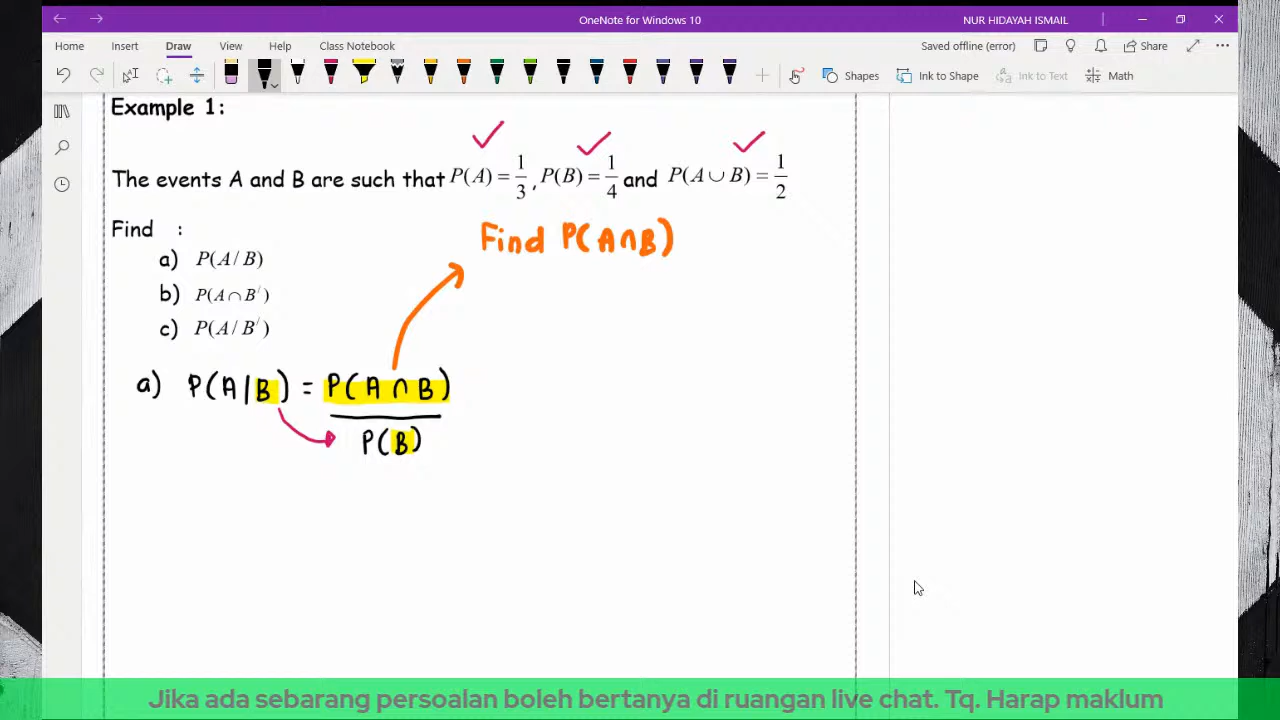 OneNote for Windows 10
NUR HIDAYAH ISMAIL
Home Insert Draw View Help Class Notebook
Saved offline (error) Share
Shapes Ink to Shape Ink to Text Math
Example 1:
The events A and B are such that P(A) = 1/3, P(B) = 1/4 and P(A ∪ B) = 1/2
Find :
Find P(A∩B)
a) P(A / B)
b) P(A ∩ B')
c) P(A / B')
a) P(A|B) = P(A ∩ B)
P(B)
Jika ada sebarang persoalan boleh bertanya di ruangan live chat. Tq. Harap maklum